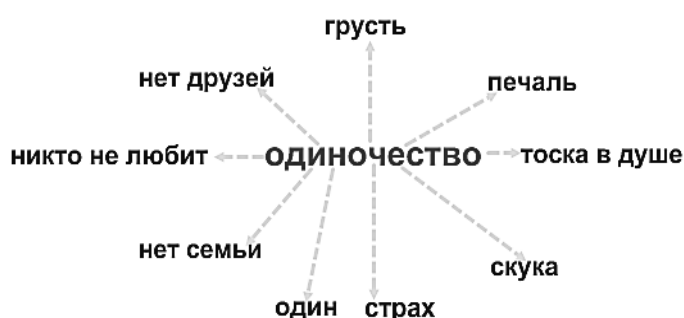 грусть
нет друзей
печаль
никто не любит
одиночество
тоска в душе
нет семьи
скука
один
страх